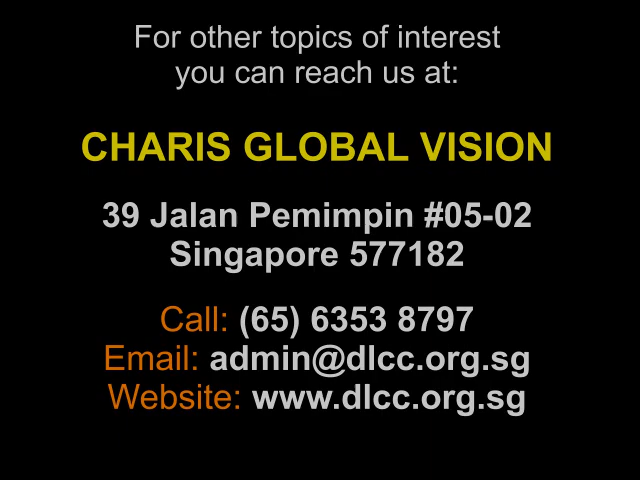 For other topics of interest
you can reach us at:
CHARIS GLOBAL VISION
39 Jalan Pemimpin #05-02
Singapore 577182
Call: (65) 6353 8797
Email: admin@dlcc.org.sg
Website: www.dlcc.org.sg